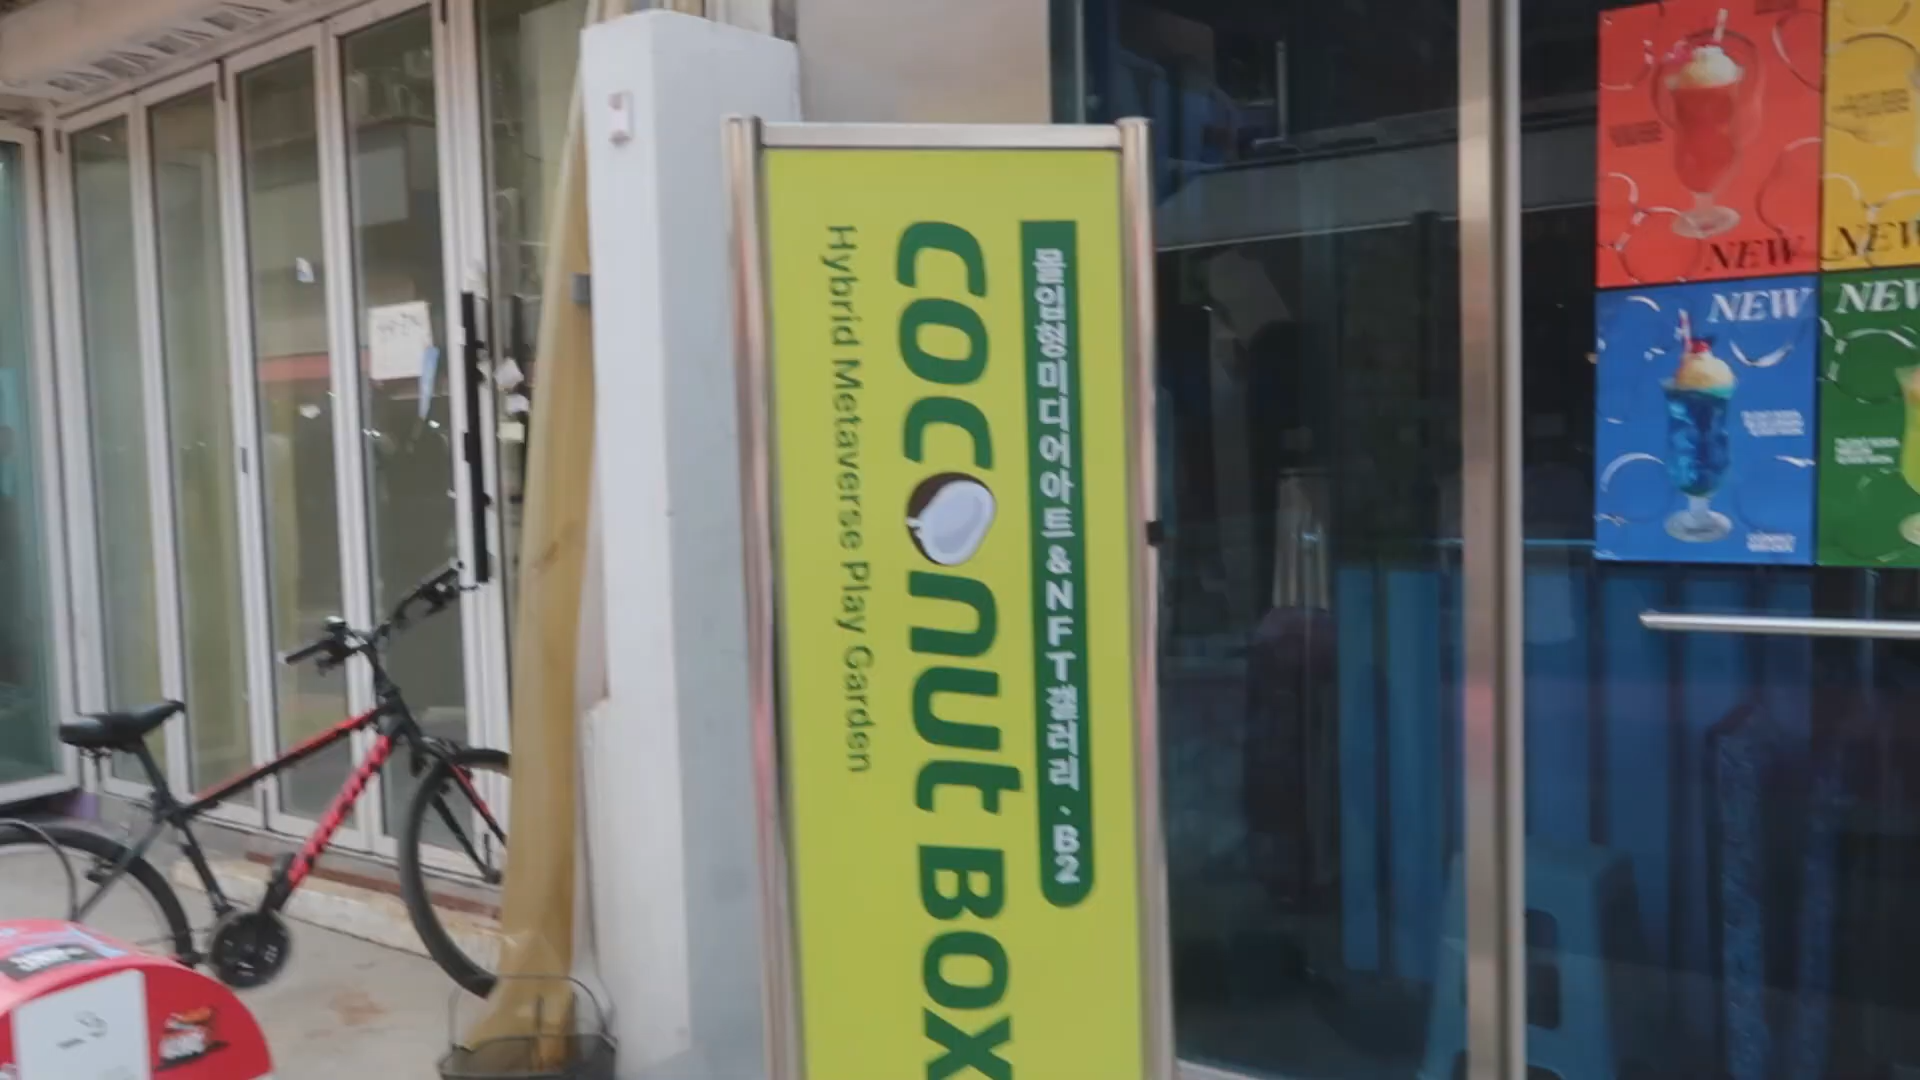 몰입형미디어아트&NFT갤러리·B2
coconut BOX
Hybrid Metaverse Play Garden
NEW
NEW
NEW
NEW